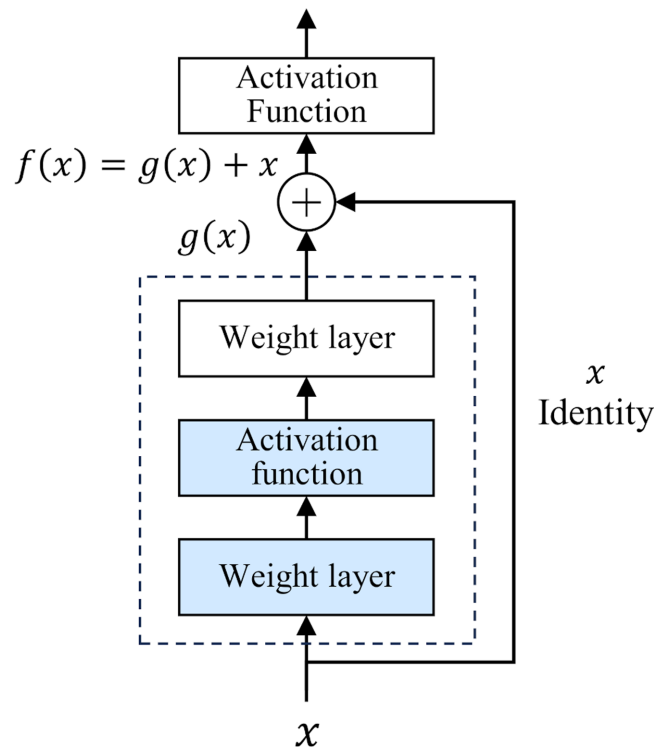 Activation
Function
f(x) = g(x) + x
+
g(x)
Weight layer
x
Identity
Activation
function
Weight layer
x